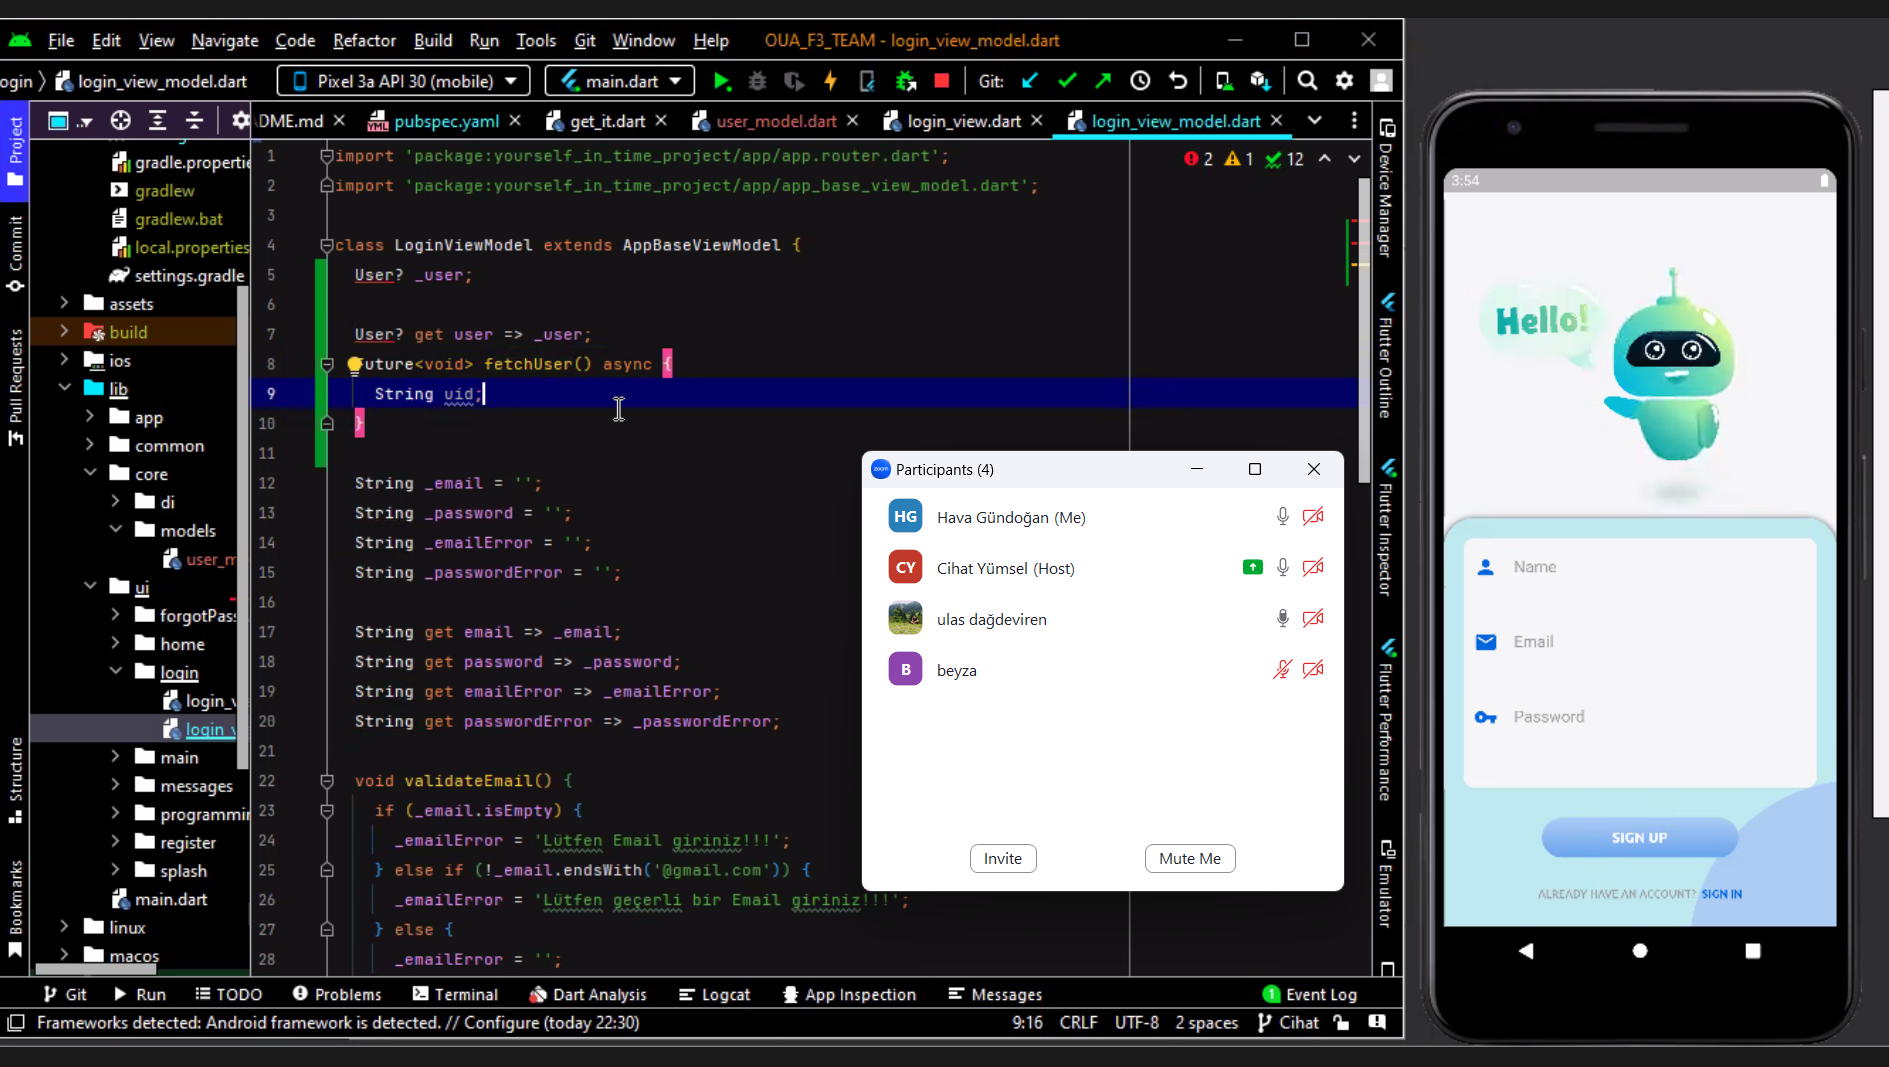 File Edit View Navigate Code Refactor Build Run Tools Git Window Help OUA_F3_TEAM - login_view_model.dart
ogin login_view_model.dart Pixel 3a API 30 (mobile) main.dart Git:
DME.md pubspec.yaml get_it.dart user_model.dart login_view.dart login_view_model.dart
Project
Commit
Pull Requests
Structure
Bookmarks
gradle.propertie
gradlew
gradlew.bat
local.properties
settings.gradle
assets
build
ios
lib
app
common
core
di
models
user_m
ui
forgotPass
home
login
login_v
login_v
main
messages
programmin
register
splash
main.dart
linux
macos
2 1 12
1 import 'package:yourself_in_time_project/app/app.router.dart';
2 import 'package:yourself_in_time_project/app/app_base_view_model.dart';
3
4 class LoginViewModel extends AppBaseViewModel {
5 User? _user;
6
7 User? get user => _user;
8 uture<void> fetchUser() async {
9 String uid;
10 }
11
12 String _email = '';
13 String _password = '';
14 String _emailError = '';
15 String _passwordError = '';
16
17 String get email => _email;
18 String get password => _password;
19 String get emailError => _emailError;
20 String get passwordError => _passwordError;
21
22 void validateEmail() {
23 if (_email.isEmpty) {
24 _emailError = 'Lütfen Email giriniz!!!';
25 } else if (!_email.endsWith('@gmail.com')) {
26 _emailError = 'Lütfen geçerli bir Email giriniz!!!';
27 } else {
28 _emailError = '';
zoom Participants (4)
HG Hava Gündoğan (Me)
CY Cihat Yümsel (Host)
ulas dağdeviren
B beyza
Invite Mute Me
Device Manager
Flutter Outline
Flutter Inspector
Flutter Performance
Emulator
Git Run TODO Problems Terminal Dart Analysis Logcat App Inspection Messages 1 Event Log
Frameworks detected: Android framework is detected. // Configure (today 22:30) 9:16 CRLF UTF-8 2 spaces Cihat
3:54
Hello!
Name
Email
Password
SIGN UP
ALREADY HAVE AN ACCOUNT? SIGN IN